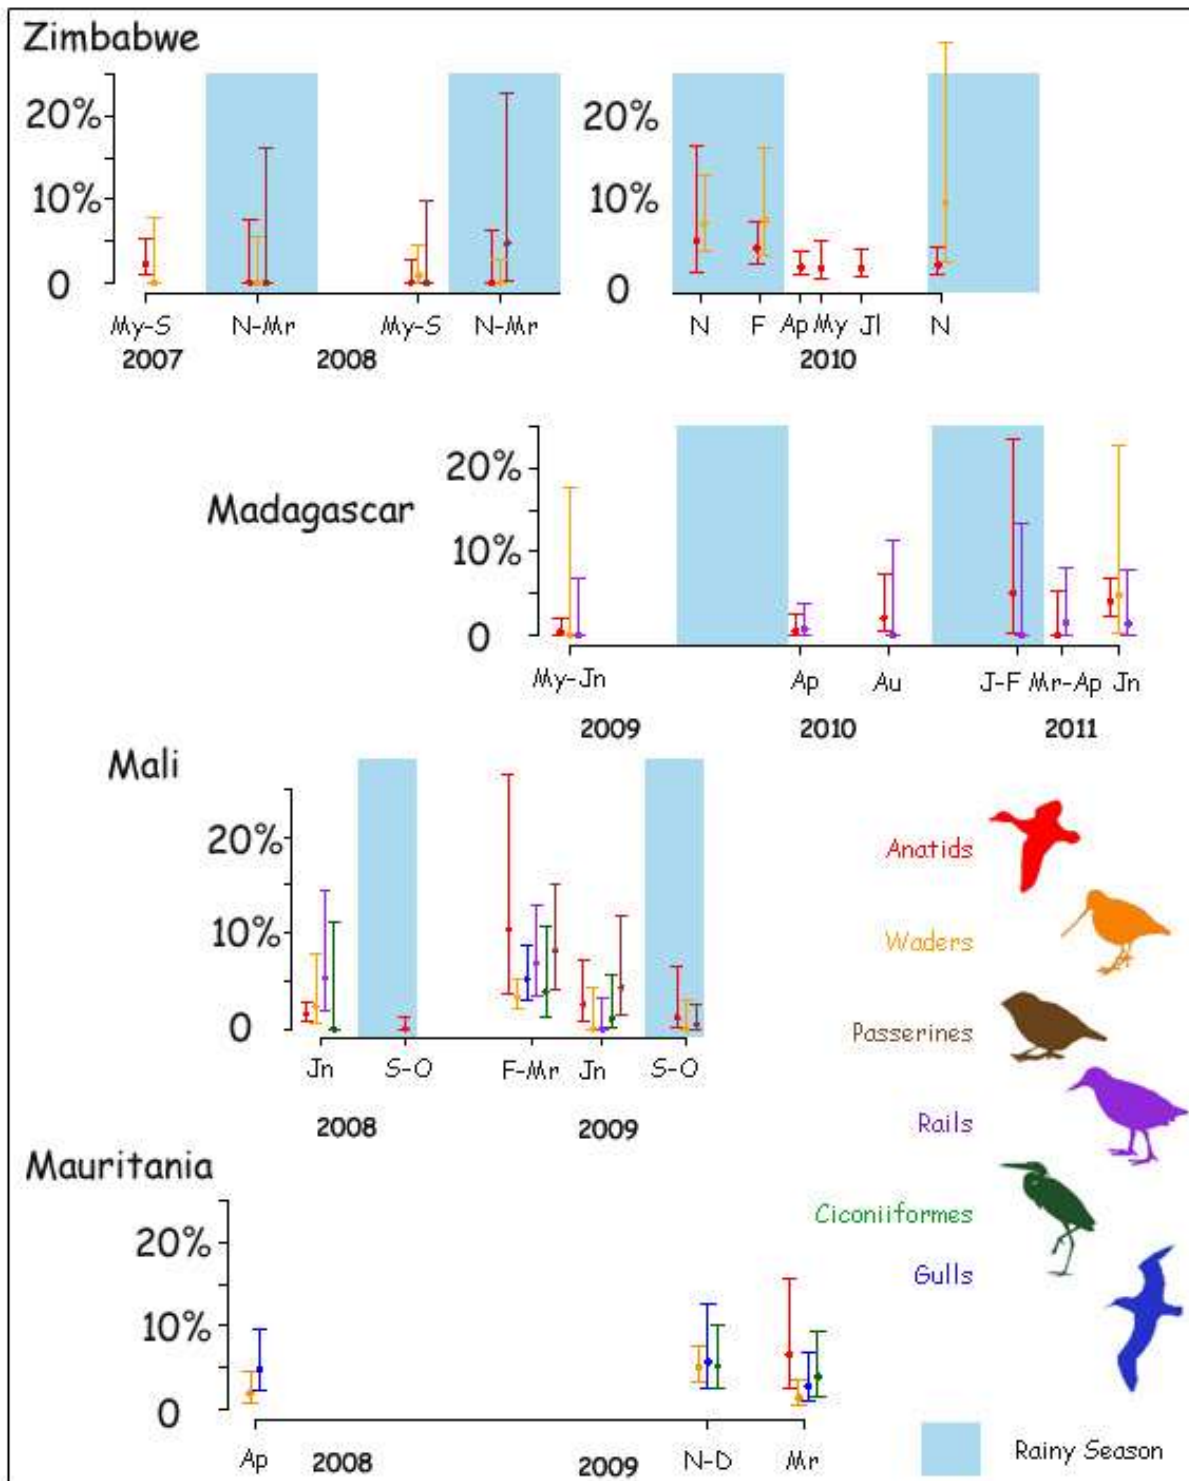 Zimbabwe
20% 20%
10% 10%
0 0
My-S N-Mr My-S N-Mr N F Ap My Jl N
2007 2008 2010
20%
Madagascar
10%
0
My-Jn Ap Au J-F Mr-Ap Jn
2009 2010 2011
Mali
20%
Anatids
10%
Waders
0
Passerines
Jn S-O F-Mr Jn S-O
2008 2009
Rails
Mauritania
Ciconiiformes
20%
Gulls
10%
0
Ap 2008 2009 N-D Mr
Rainy Season